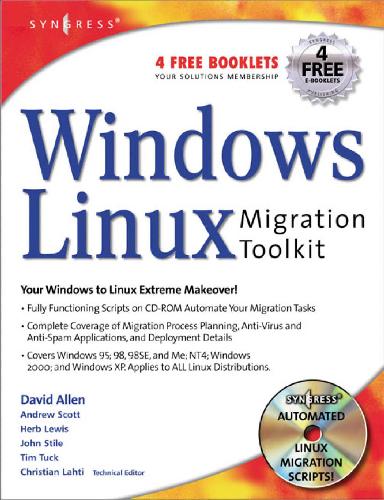 SYNGRESS®
4 FREE BOOKLETS
YOUR SOLUTIONS MEMBERSHIP
SYNGRESS
4
FREE
E-BOOKLETS
PUBLISHING
Windows
Linux
Migration
Toolkit
Your Windows to Linux Extreme Makeover!
• Fully Functioning Scripts on CD-ROM Automate Your Migration Tasks
• Complete Coverage of Migration Process Planning, Anti-Virus and
Anti-Spam Applications, and Deployment Details
• Covers Windows 95; 98, 98SE, and Me; NT4; Windows
2000; and Windows XP. Applies to ALL Linux Distributions.
David Allen
Andrew Scott
Herb Lewis
John Stile
Tim Tuck
Christian Lahti Technical Editor
SYNGRESS®
AUTOMATED
LINUX
MIGRATION
SCRIPTS!